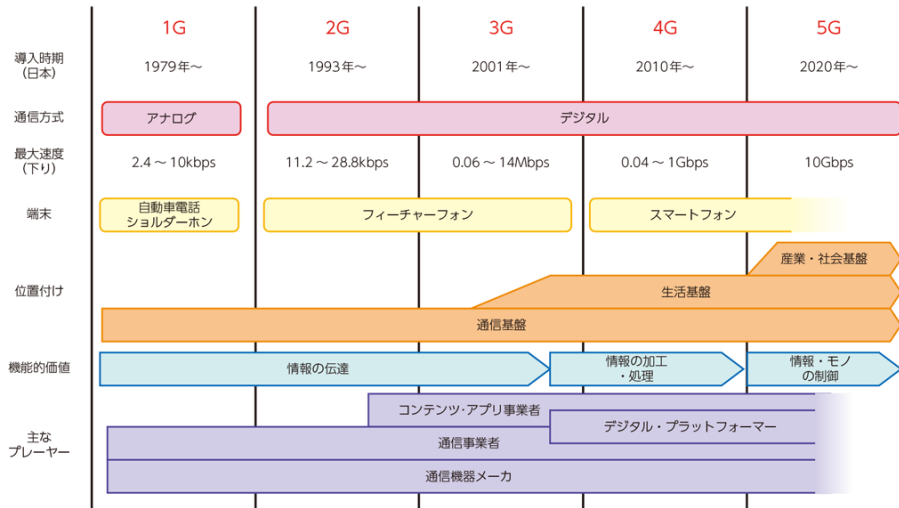 1G
2G
3G
4G
5G
導入時期
（日本）
1979年～
1993年～
2001年～
2010年～
2020年～
通信方式
アナログ
デジタル
最大速度
（下り）
2.4 ～ 10kbps
11.2 ～ 28.8kbps
0.06 ～ 14Mbps
0.04 ～ 1Gbps
10Gbps
端末
自動車電話
ショルダーホン
フィーチャーフォン
スマートフォン
位置付け
産業・社会基盤
生活基盤
通信基盤
機能的価値
情報の伝達
情報の加工
・処理
情報・モノ
の制御
主な
プレーヤー
コンテンツ・アプリ事業者
デジタル・プラットフォーマー
通信事業者
通信機器メーカ